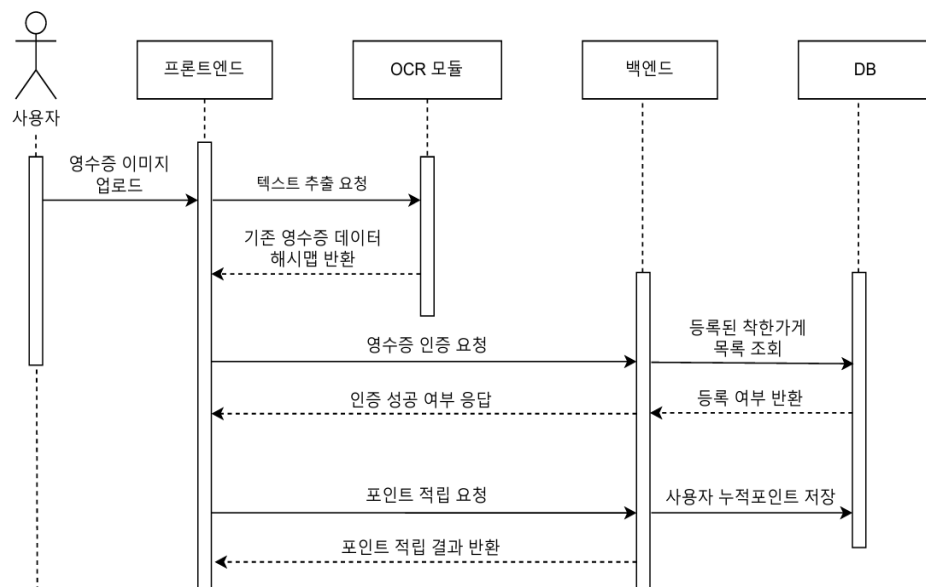 프론트엔드
OCR 모듈
백엔드
DB
사용자
영수증 이미지
업로드
텍스트 추출 요청
기존 영수증 데이터
해시맵 반환
영수증 인증 요청
등록된 착한가게
목록 조회
인증 성공 여부 응답
등록 여부 반환
포인트 적립 요청
사용자 누적포인트 저장
포인트 적립 결과 반환